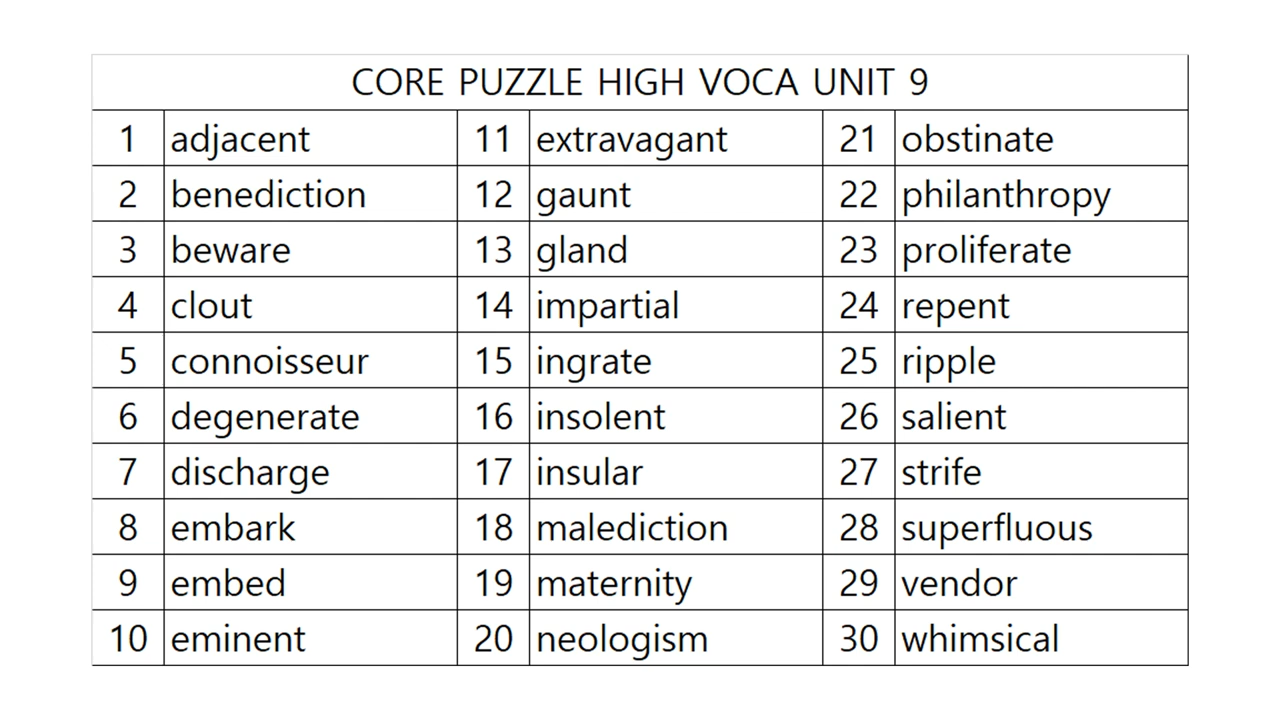 CORE PUZZLE HIGH VOCA UNIT 9
1 adjacent 11 extravagant 21 obstinate
2 benediction 12 gaunt 22 philanthropy
3 beware 13 gland 23 proliferate
4 clout 14 impartial 24 repent
5 connoisseur 15 ingrate 25 ripple
6 degenerate 16 insolent 26 salient
7 discharge 17 insular 27 strife
8 embark 18 malediction 28 superfluous
9 embed 19 maternity 29 vendor
10 eminent 20 neologism 30 whimsical